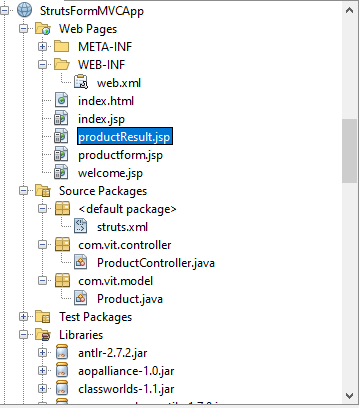 StrutsFormMVCApp
Web Pages
META-INF
WEB-INF
web.xml
index.html
index.jsp
productResult.jsp
productform.jsp
welcome.jsp
Source Packages
<default package>
struts.xml
com.vit.controller
ProductController.java
com.vit.model
Product.java
Test Packages
Libraries
antlr-2.7.2.jar
aopalliance-1.0.jar
classworlds-1.1.jar